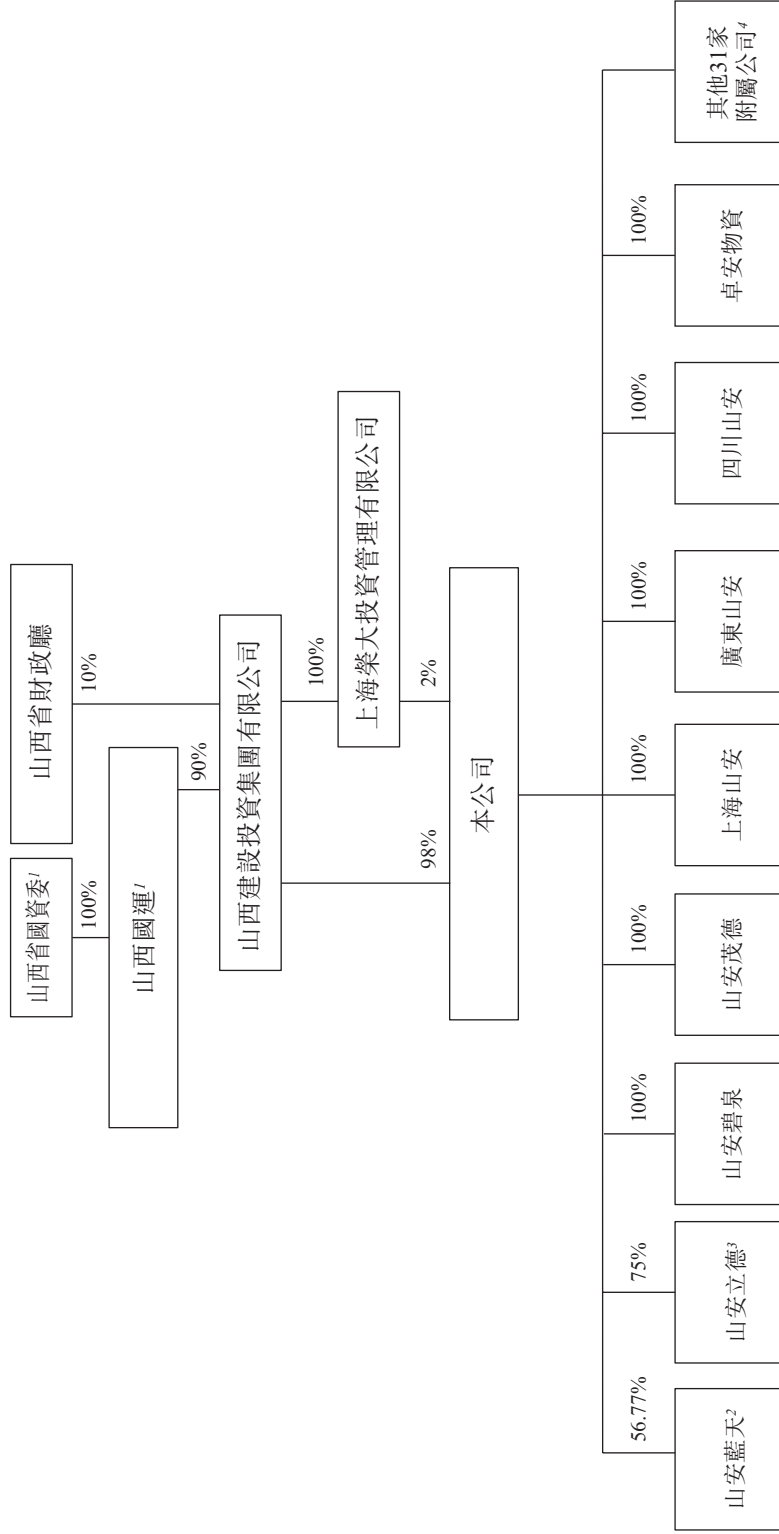 山西省國資委1
山西省財政廳
100%
10%
山西國運1
90%
山西建設投資集團有限公司
100%
上海榮大投資管理有限公司
98%
2%
本公司
56.77%
75%
100%
100%
100%
100%
100%
100%
山安藍天2
山安立德3
山安碧泉
山安茂德
上海山安
廣東山安
四川山安
卓安物資
其他31家
附屬公司4